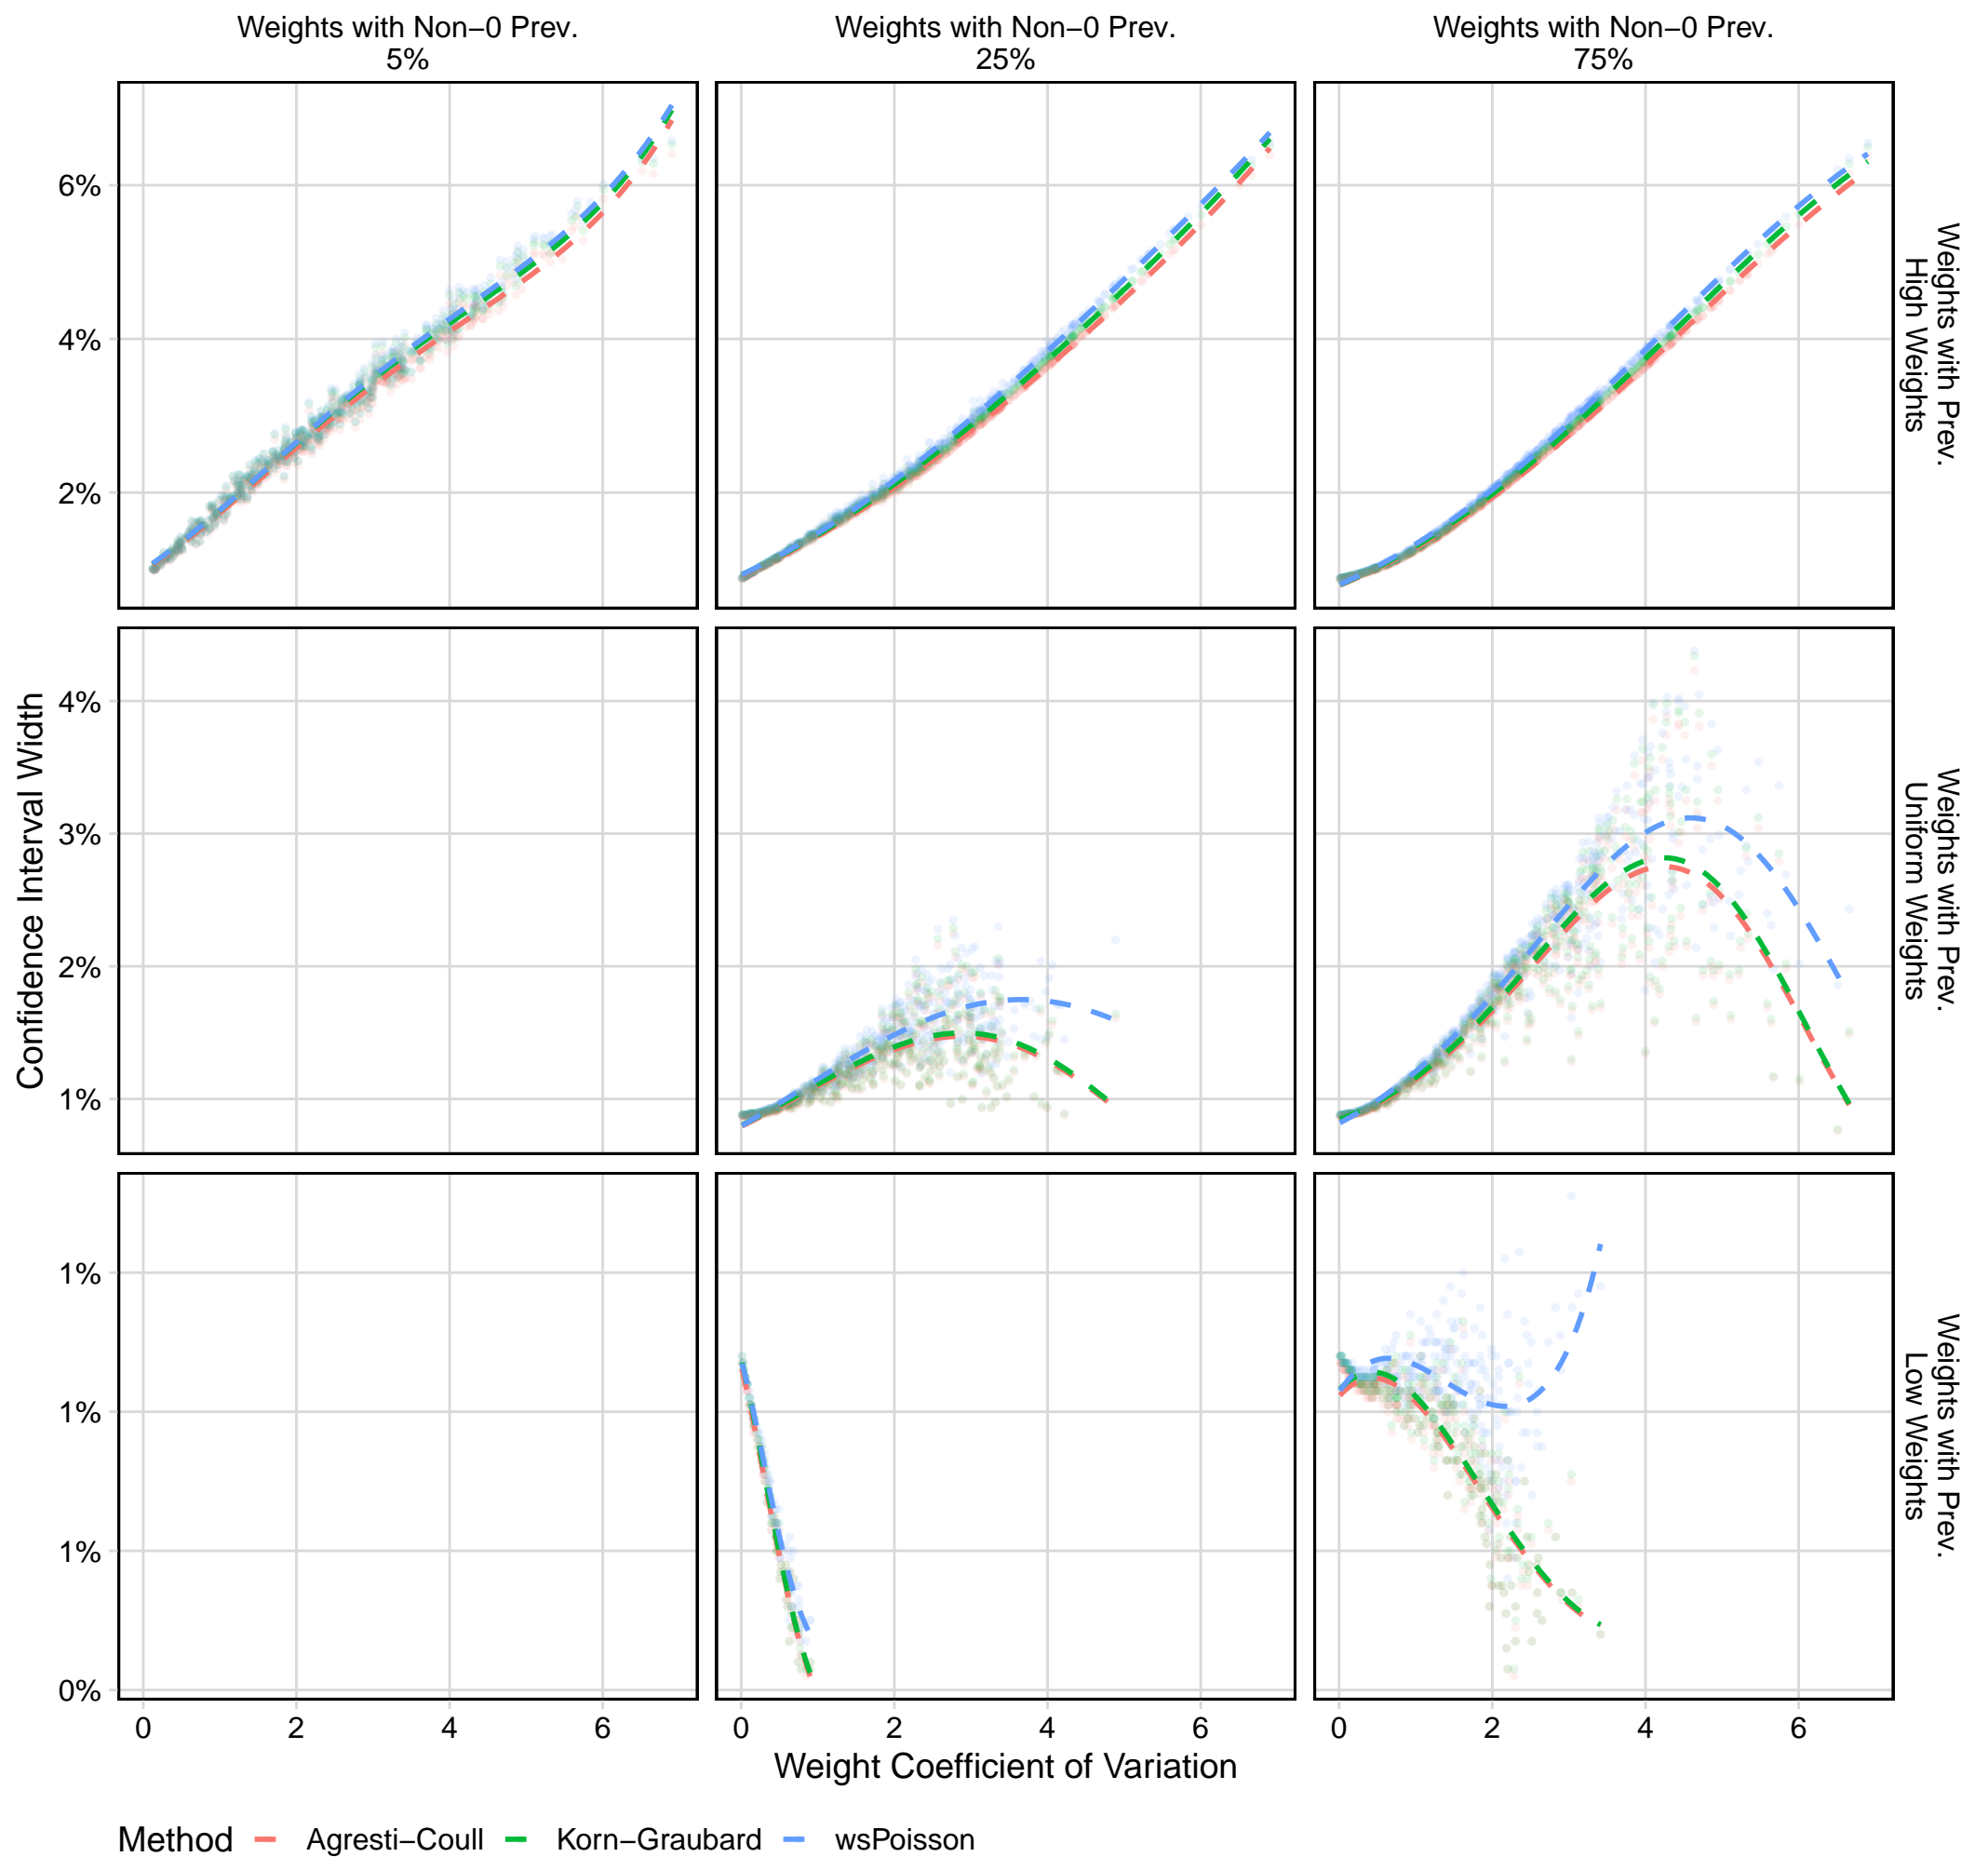 Weights with Non−0 Prev.
5%
Weights with Non−0 Prev.
25%
Weights with Non−0 Prev.
75%
6%
4%
2%
Weights with Prev.
High Weights
Confidence Interval Width
4%
3%
2%
1%
Weights with Prev.
Uniform Weights
1%
1%
1%
0%
Weights with Prev.
Low Weights
0 2 4 6
0 2 4 6
0 2 4 6
Weight Coefficient of Variation
Method Agresti−Coull Korn−Graubard wsPoisson